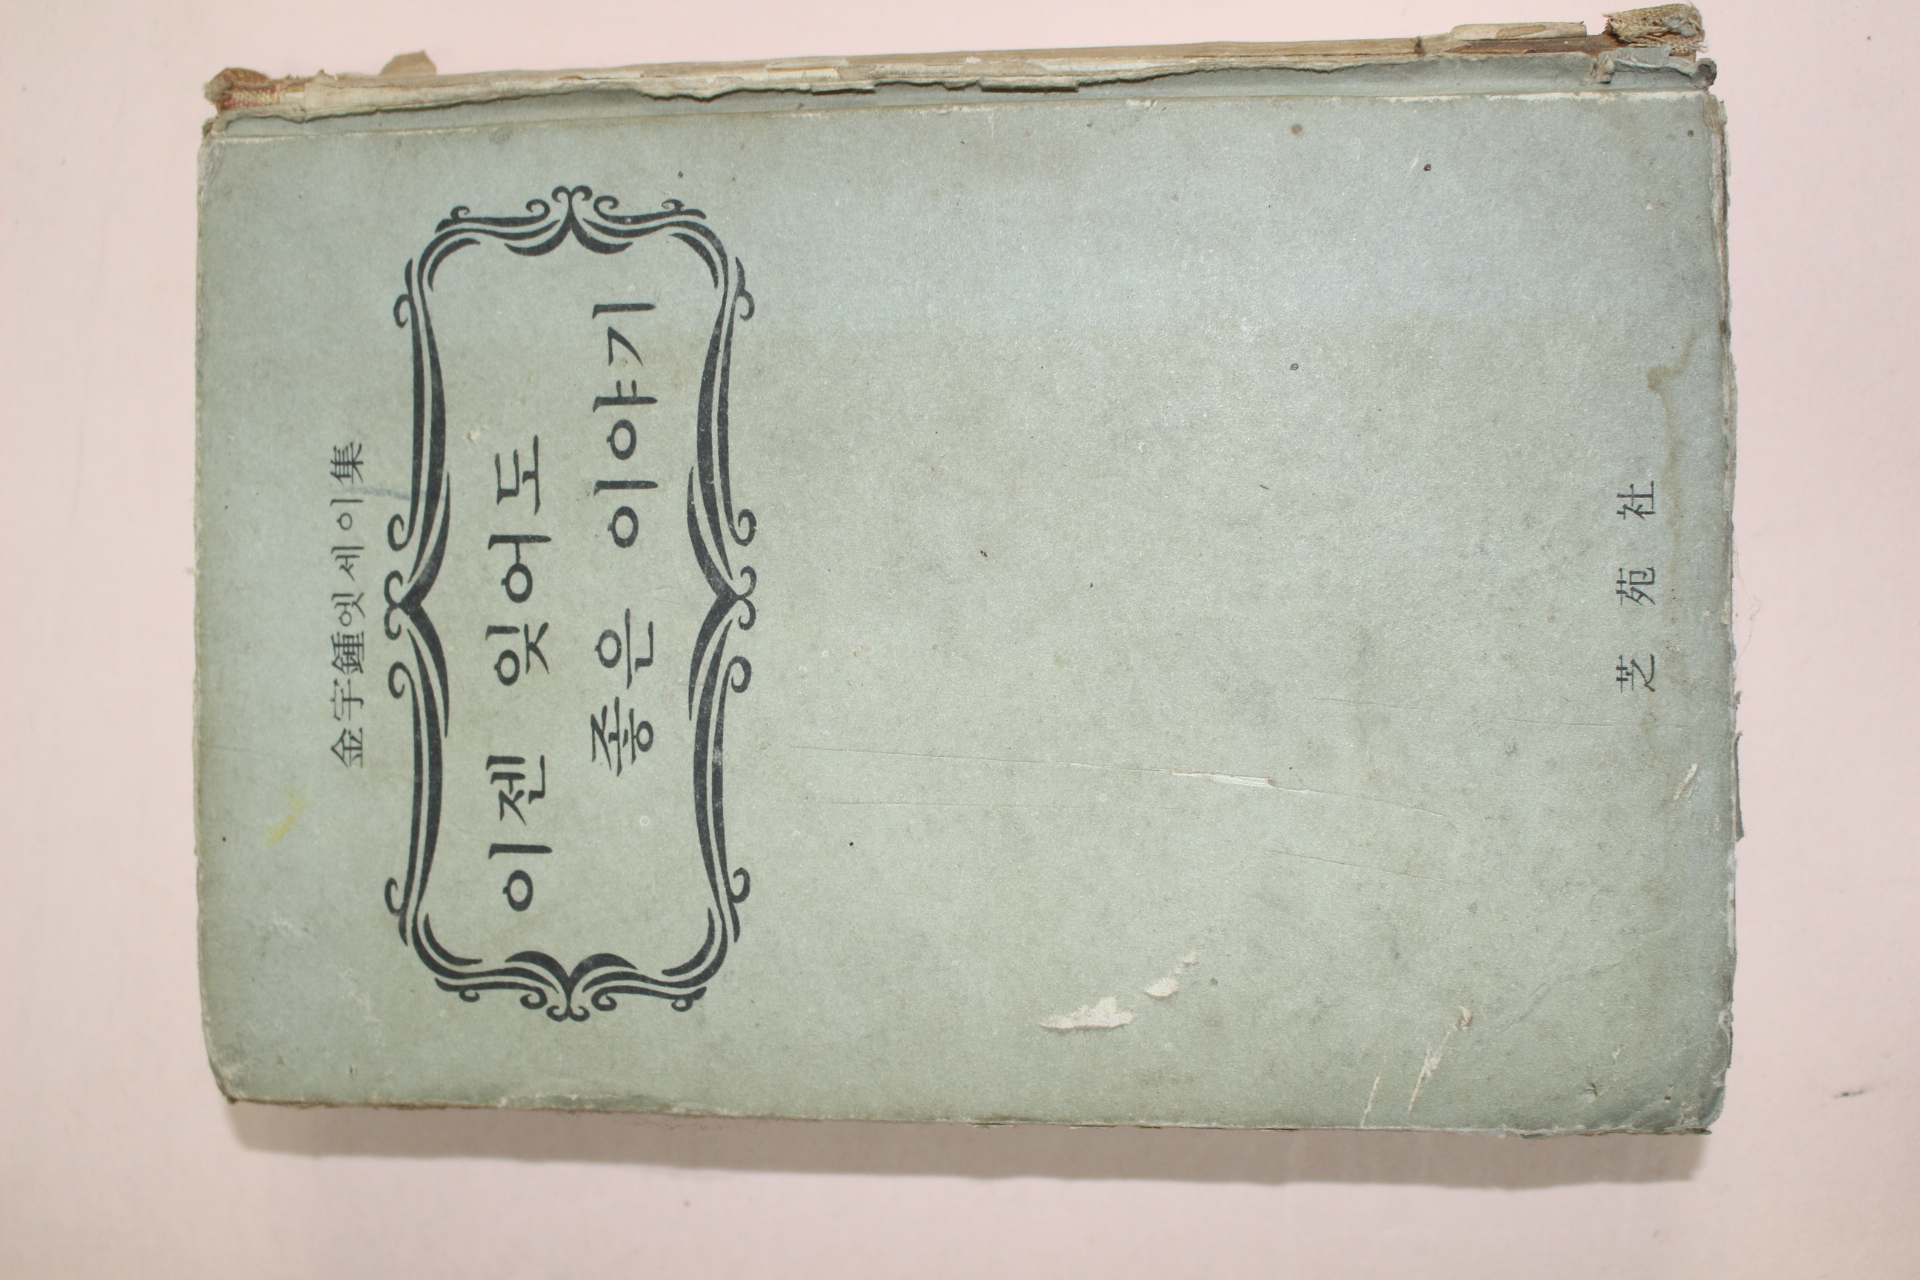 金宇鍾엣세이集
이젠 잊어도
좋은 이야기
芝苑社